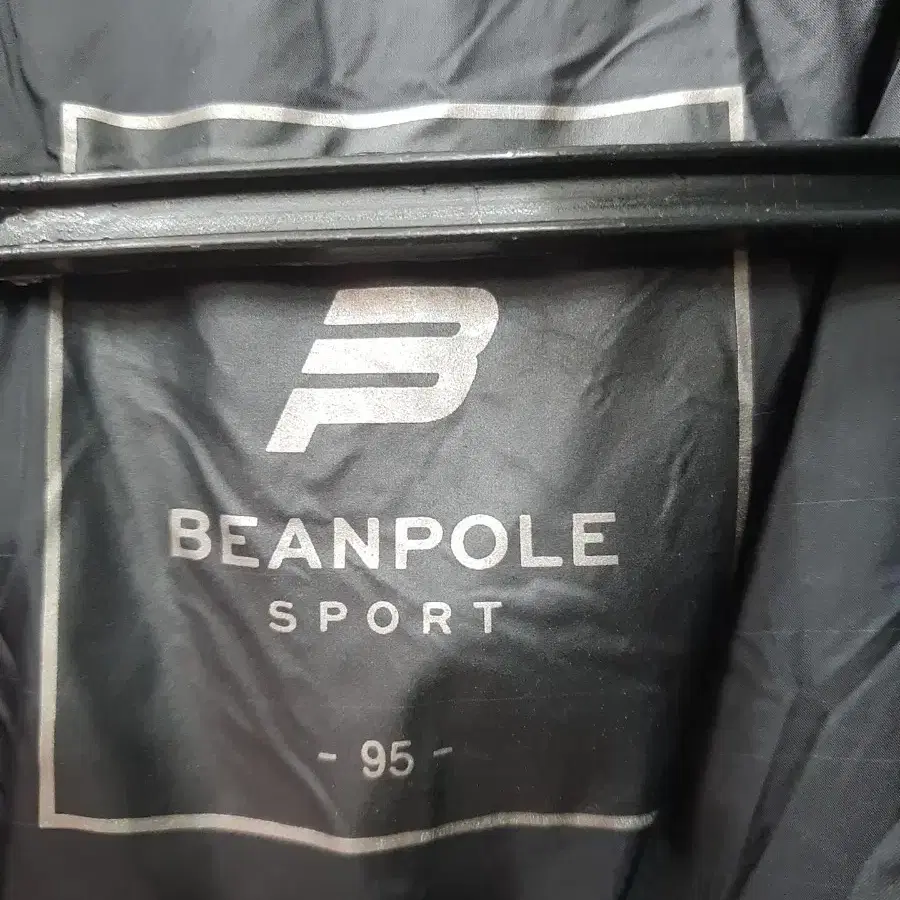 BEANPOLE
SPORT
- 95 -